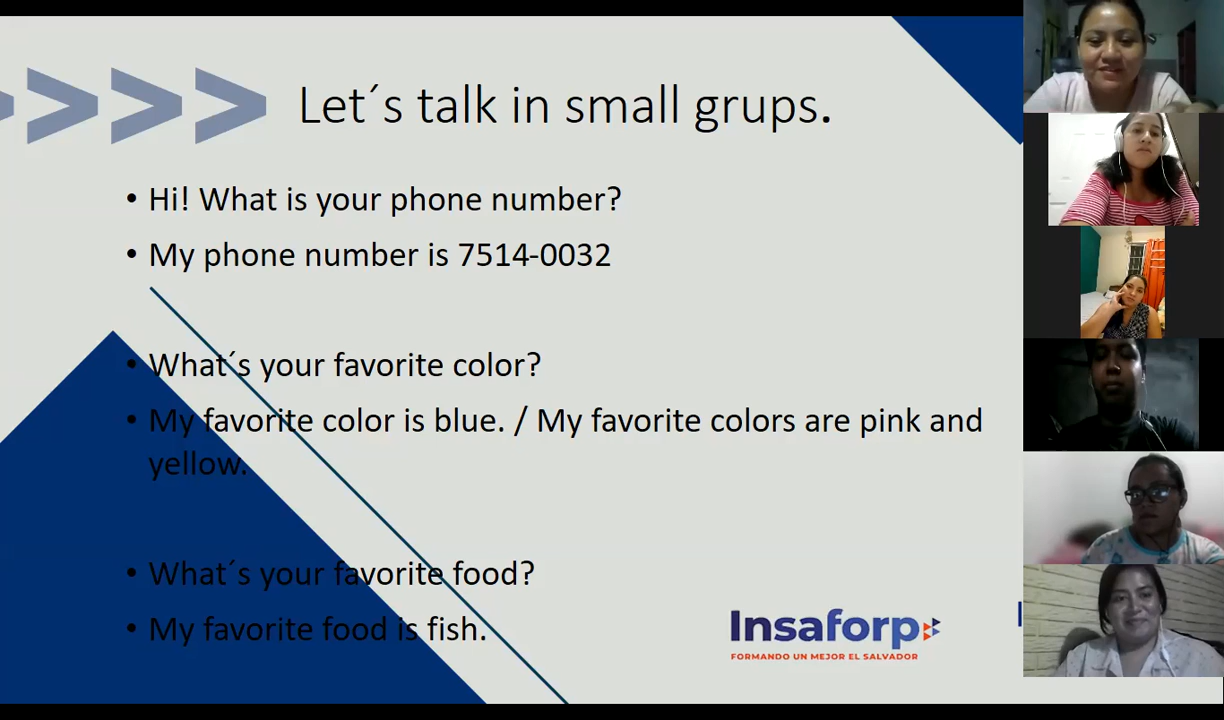 Let´s talk in small grups.
• Hi! What is your phone number?
• My phone number is 7514-0032
• What´s your favorite color?
• My favorite color is blue. / My favorite colors are pink and
yellow.
• What´s your favorite food?
• My favorite food is fish.
Insaforp
FORMANDO UN MEJOR EL SALVADOR